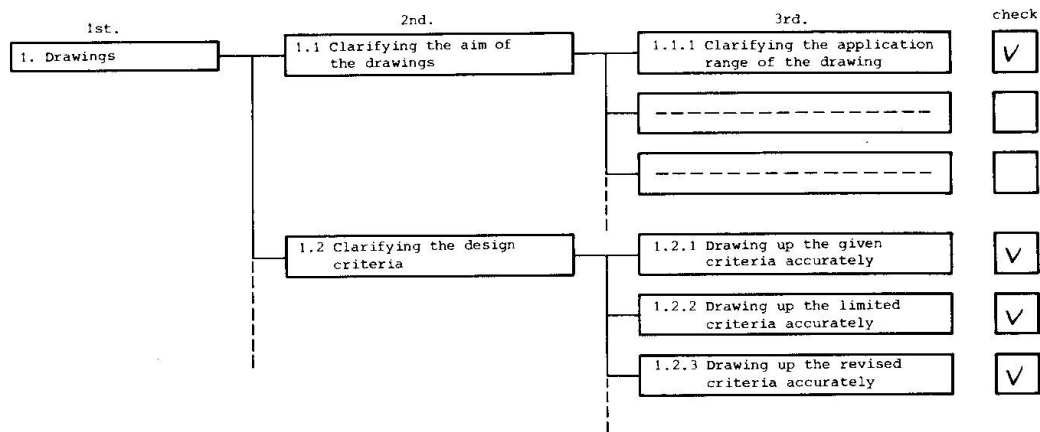 1st.
2nd.
3rd.
check
1. Drawings
1.1 Clarifying the aim of
the drawings
1.1.1 Clarifying the application
range of the drawing
1.2 Clarifying the design
criteria
1.2.1 Drawing up the given
criteria accurately
1.2.2 Drawing up the limited
criteria accurately
1.2.3 Drawing up the revised
criteria accurately